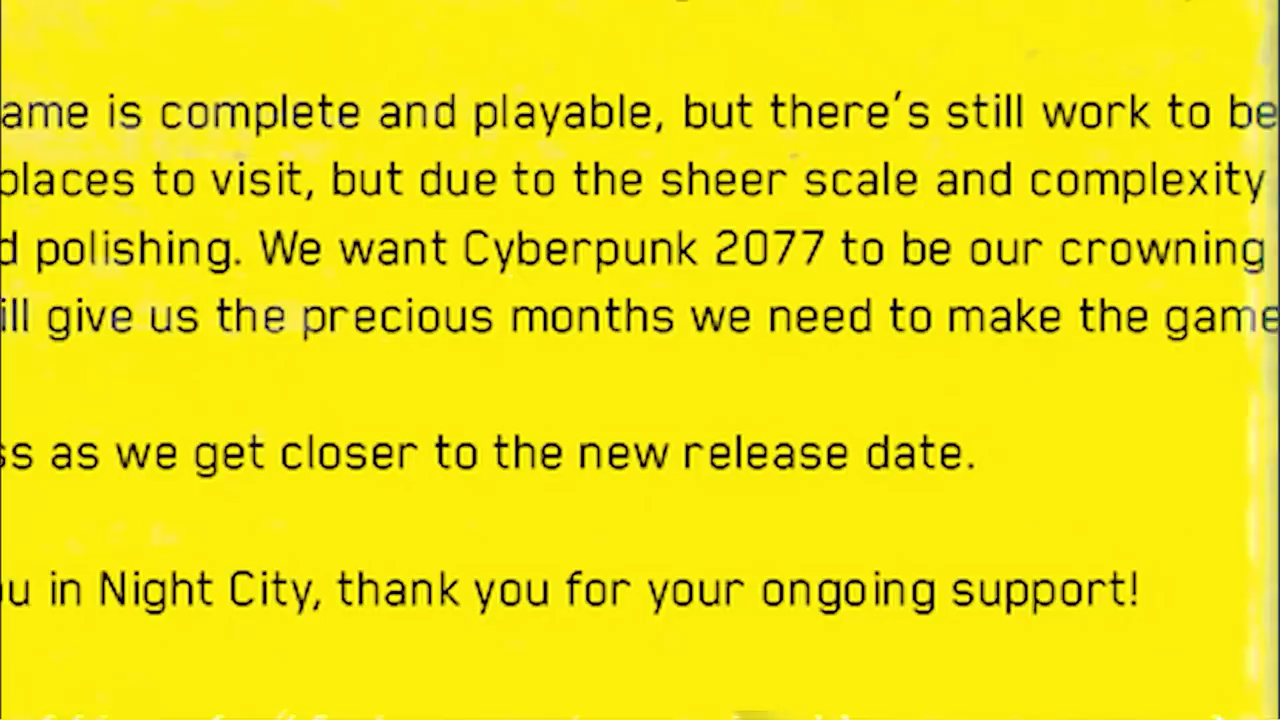 ame is complete and playable, but there's still work to be
places to visit, but due to the sheer scale and complexity
d polishing. We want Cyberpunk 2077 to be our crowning
ill give us the precious months we need to make the game
ss as we get closer to the new release date.
ou in Night City, thank you for your ongoing support!